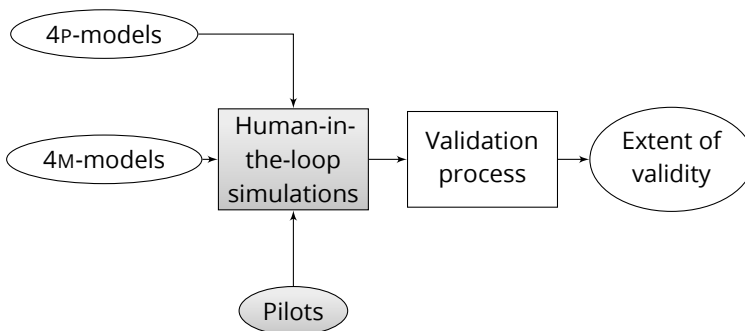 4P-models
4M-models
Human-in-
the-loop
simulations
Validation
process
Extent of
validity
Pilots